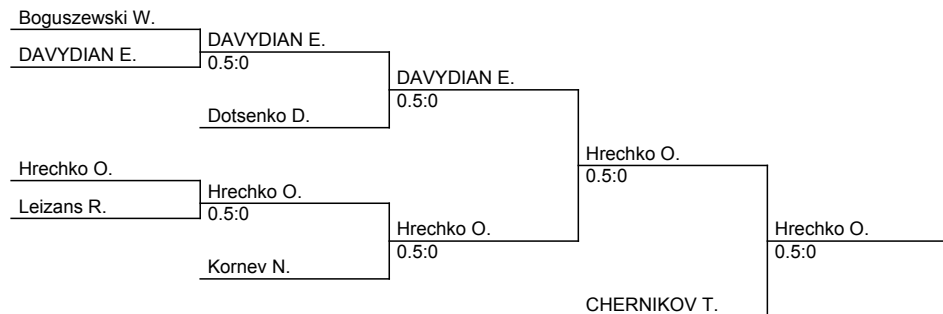 Boguszewski W.
DAVYDIAN E.
DAVYDIAN E.
0.5:0
DAVYDIAN E.
0.5:0
Dotsenko D.
Hrechko O.
0.5:0
Hrechko O.
Leizans R.
Hrechko O.
0.5:0
Hrechko O.
0.5:0
Hrechko O.
0.5:0
Kornev N.
CHERNIKOV T.